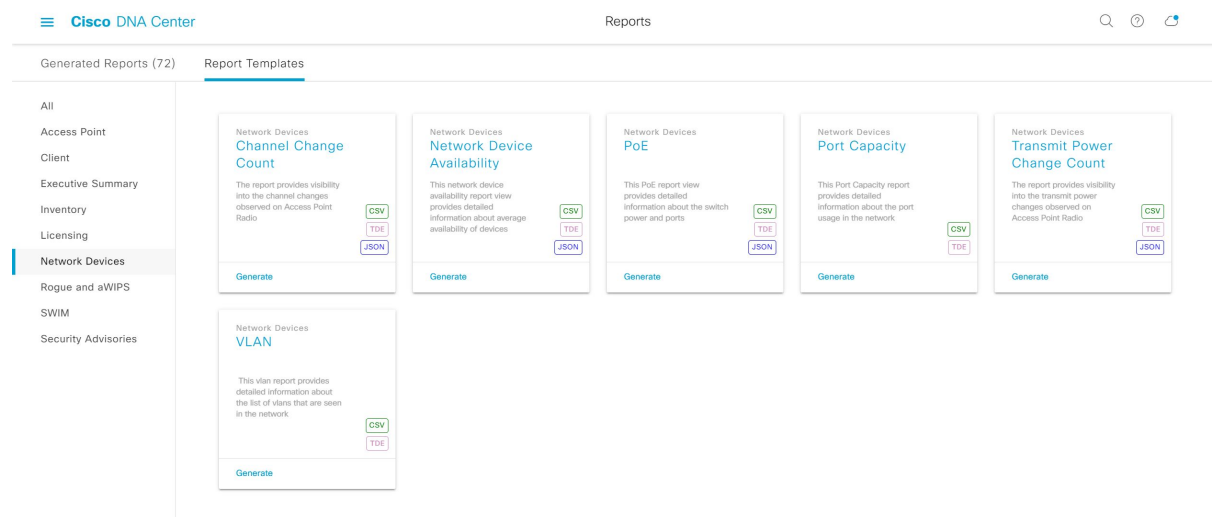 Cisco DNA Center
Reports
Generated Reports (72)
Report Templates
All
Access Point
Client
Executive Summary
Inventory
Licensing
Network Devices
Rogue and aWIPS
SWIM
Security Advisories
Network Devices
Channel Change
Count
The report provides visibility
into the channel changes
observed on Access Point
Radio
CSV
TDE
JSON
Generate
Network Devices
Network Device
Availability
This network device
availability report view
provides detailed
information about average
availability of devices
CSV
TDE
JSON
Generate
Network Devices
PoE
This PoE report view
provides detailed
information about the switch
power and ports
CSV
TDE
JSON
Generate
Network Devices
Port Capacity
This Port Capacity report
provides detailed
information about the port
usage in the network
CSV
TDE
Generate
Network Devices
Transmit Power
Change Count
The report provides visibility
into the transmit power
changes observed on
Access Point Radio
CSV
TDE
JSON
Generate
Network Devices
VLAN
This vlan report provides
detailed information about
the list of vlans that are seen
in the network
CSV
TDE
Generate